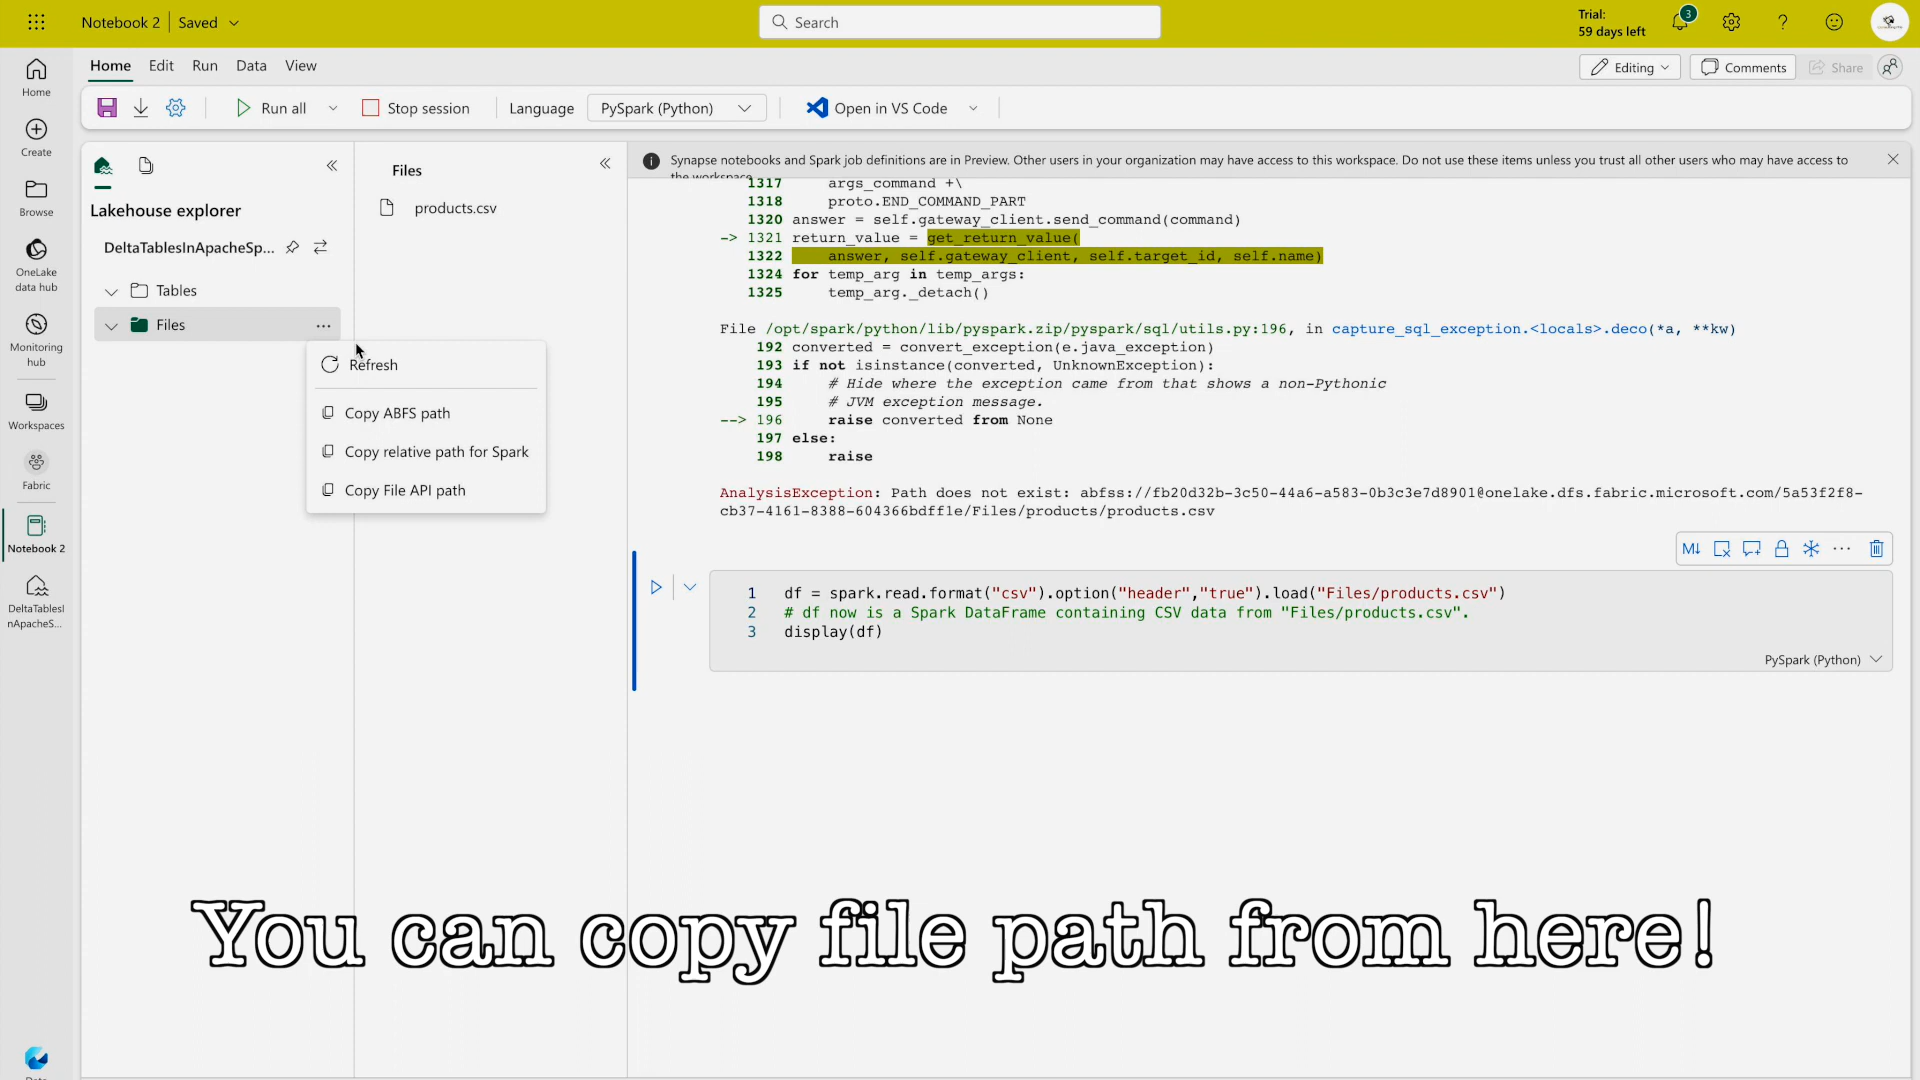 Notebook 2 | Saved
Search
Trial:
59 days left
3
Home Edit Run Data View
Editing Comments Share
Run all Stop session Language PySpark (Python) Open in VS Code
Home
Create
Browse
OneLake
data hub
Monitoring
hub
Workspaces
Fabric
Notebook 2
DeltaTablesI
nApacheS...
Lakehouse explorer
DeltaTablesInApacheSp...
Tables
Files
Refresh
Copy ABFS path
Copy relative path for Spark
Copy File API path
Files
products.csv
Synapse notebooks and Spark job definitions are in Preview. Other users in your organization may have access to this workspace. Do not use these items unless you trust all other users who may have access to
the workspace
1317 args_command +\
1318 proto.END_COMMAND_PART
1320 answer = self.gateway_client.send_command(command)
-> 1321 return_value = get_return_value(
1322 answer, self.gateway_client, self.target_id, self.name)
1324 for temp_arg in temp_args:
1325 temp_arg._detach()
File /opt/spark/python/lib/pyspark.zip/pyspark/sql/utils.py:196, in capture_sql_exception.<locals>.deco(*a, **kw)
192 converted = convert_exception(e.java_exception)
193 if not isinstance(converted, UnknownException):
194 # Hide where the exception came from that shows a non-Pythonic
195 # JVM exception message.
--> 196 raise converted from None
197 else:
198 raise
AnalysisException: Path does not exist: abfss://fb20d32b-3c50-44a6-a583-0b3c3e7d8901@onelake.dfs.fabric.microsoft.com/5a53f2f8-
cb37-4161-8388-604366bdff1e/Files/products/products.csv
M↓ ...
1 df = spark.read.format("csv").option("header","true").load("Files/products.csv")
2 # df now is a Spark DataFrame containing CSV data from "Files/products.csv".
3 display(df)
PySpark (Python)
You can copy file path from here!